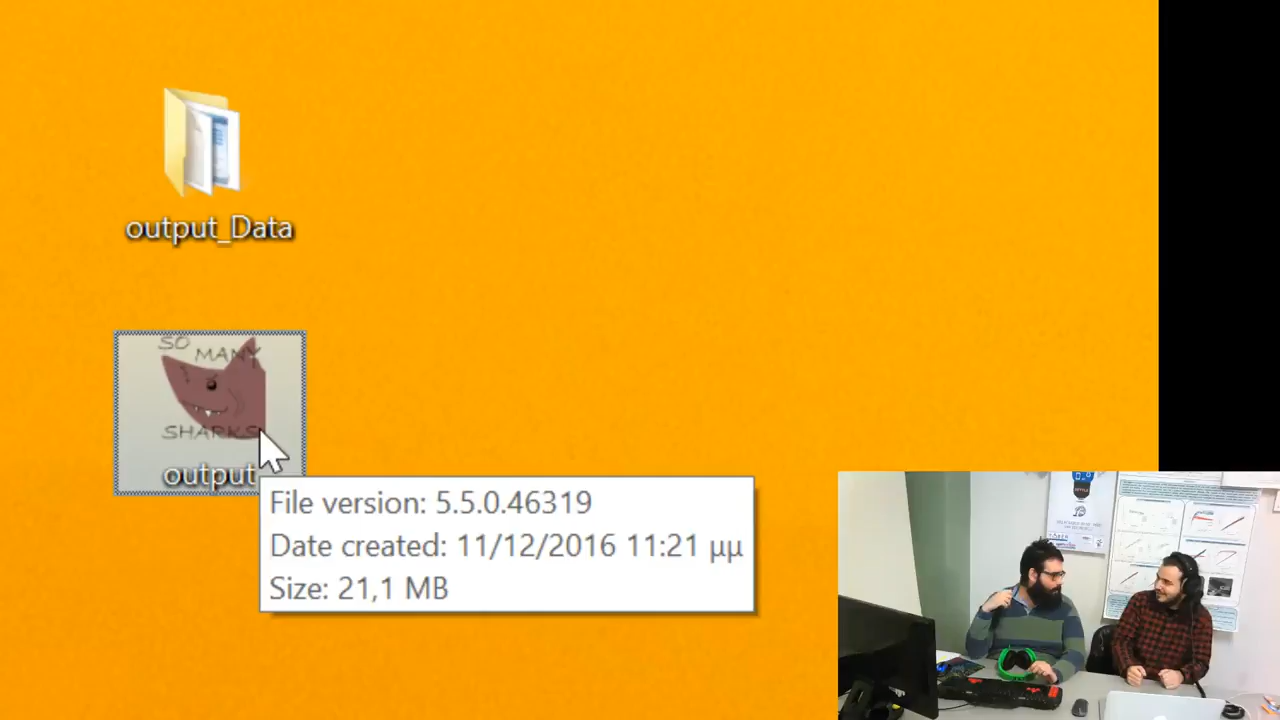 output_Data
SO
MANY
SHARKS
output
File version: 5.5.0.46319
Date created: 11/12/2016 11:21 μμ
Size: 21,1 MB